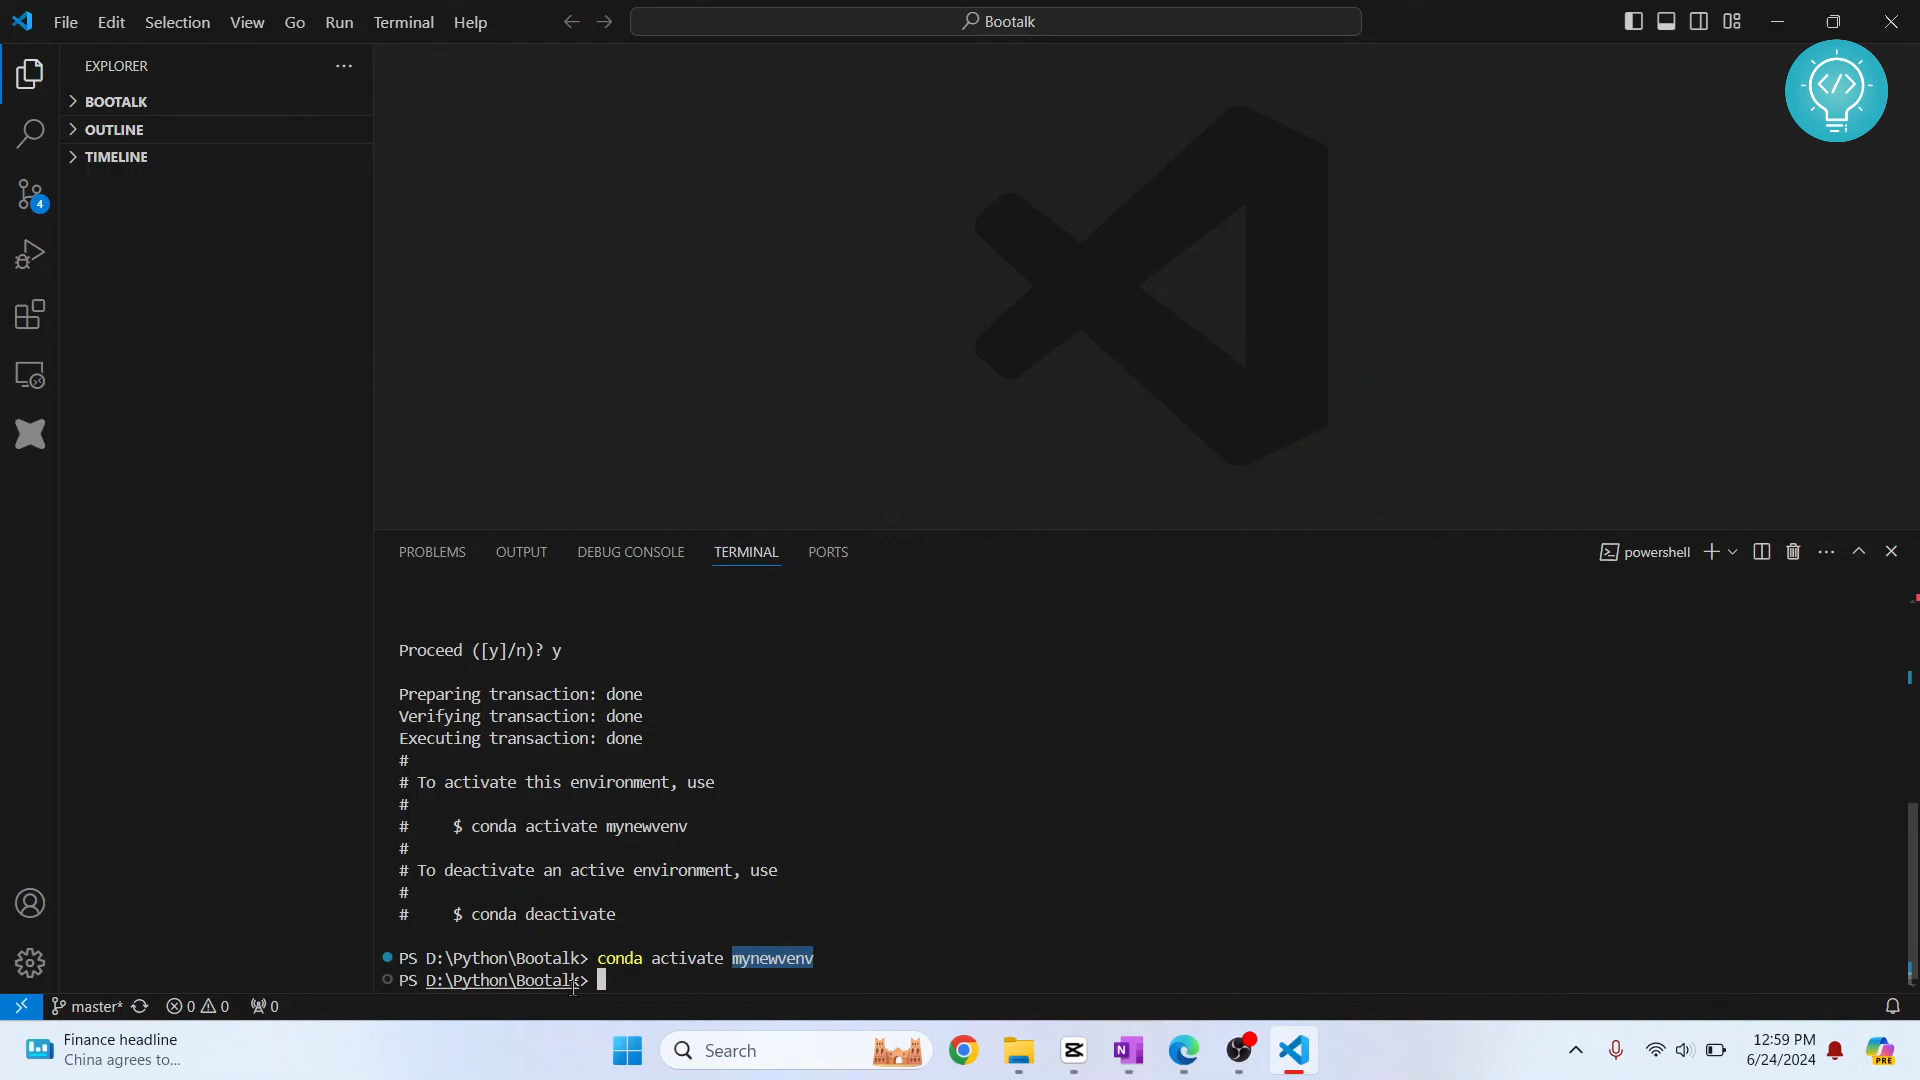 File Edit Selection View Go Run Terminal Help
Bootalk
EXPLORER
BOOTALK
OUTLINE
TIMELINE
4
</>
PROBLEMS OUTPUT DEBUG CONSOLE TERMINAL PORTS
powershell
Proceed ([y]/n)? y
Preparing transaction: done
Verifying transaction: done
Executing transaction: done
#
# To activate this environment, use
#
#     $ conda activate mynewvenv
#
# To deactivate an active environment, use
#
#     $ conda deactivate
PS D:\Python\Bootalk> conda activate mynewvenv
PS D:\Python\Bootalk>
master* 0 0 0
Finance headline
China agrees to...
Search
12:59 PM
6/24/2024
PRE